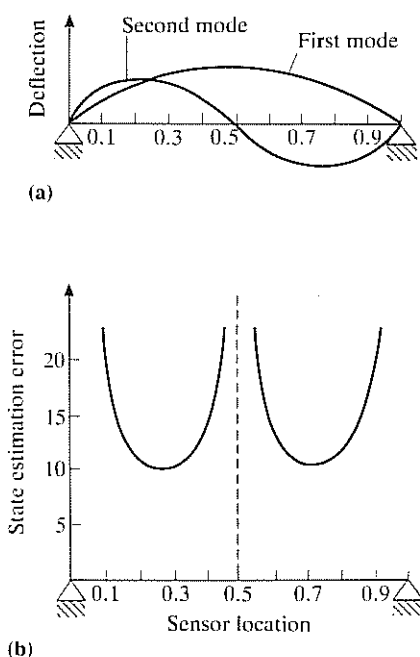 Second mode
First mode
Deflection
0.1 0.3 0.5 0.7 0.9
(a)
State estimation error
20
15
10
5
0.1 0.3 0.5 0.7 0.9
Sensor location
(b)